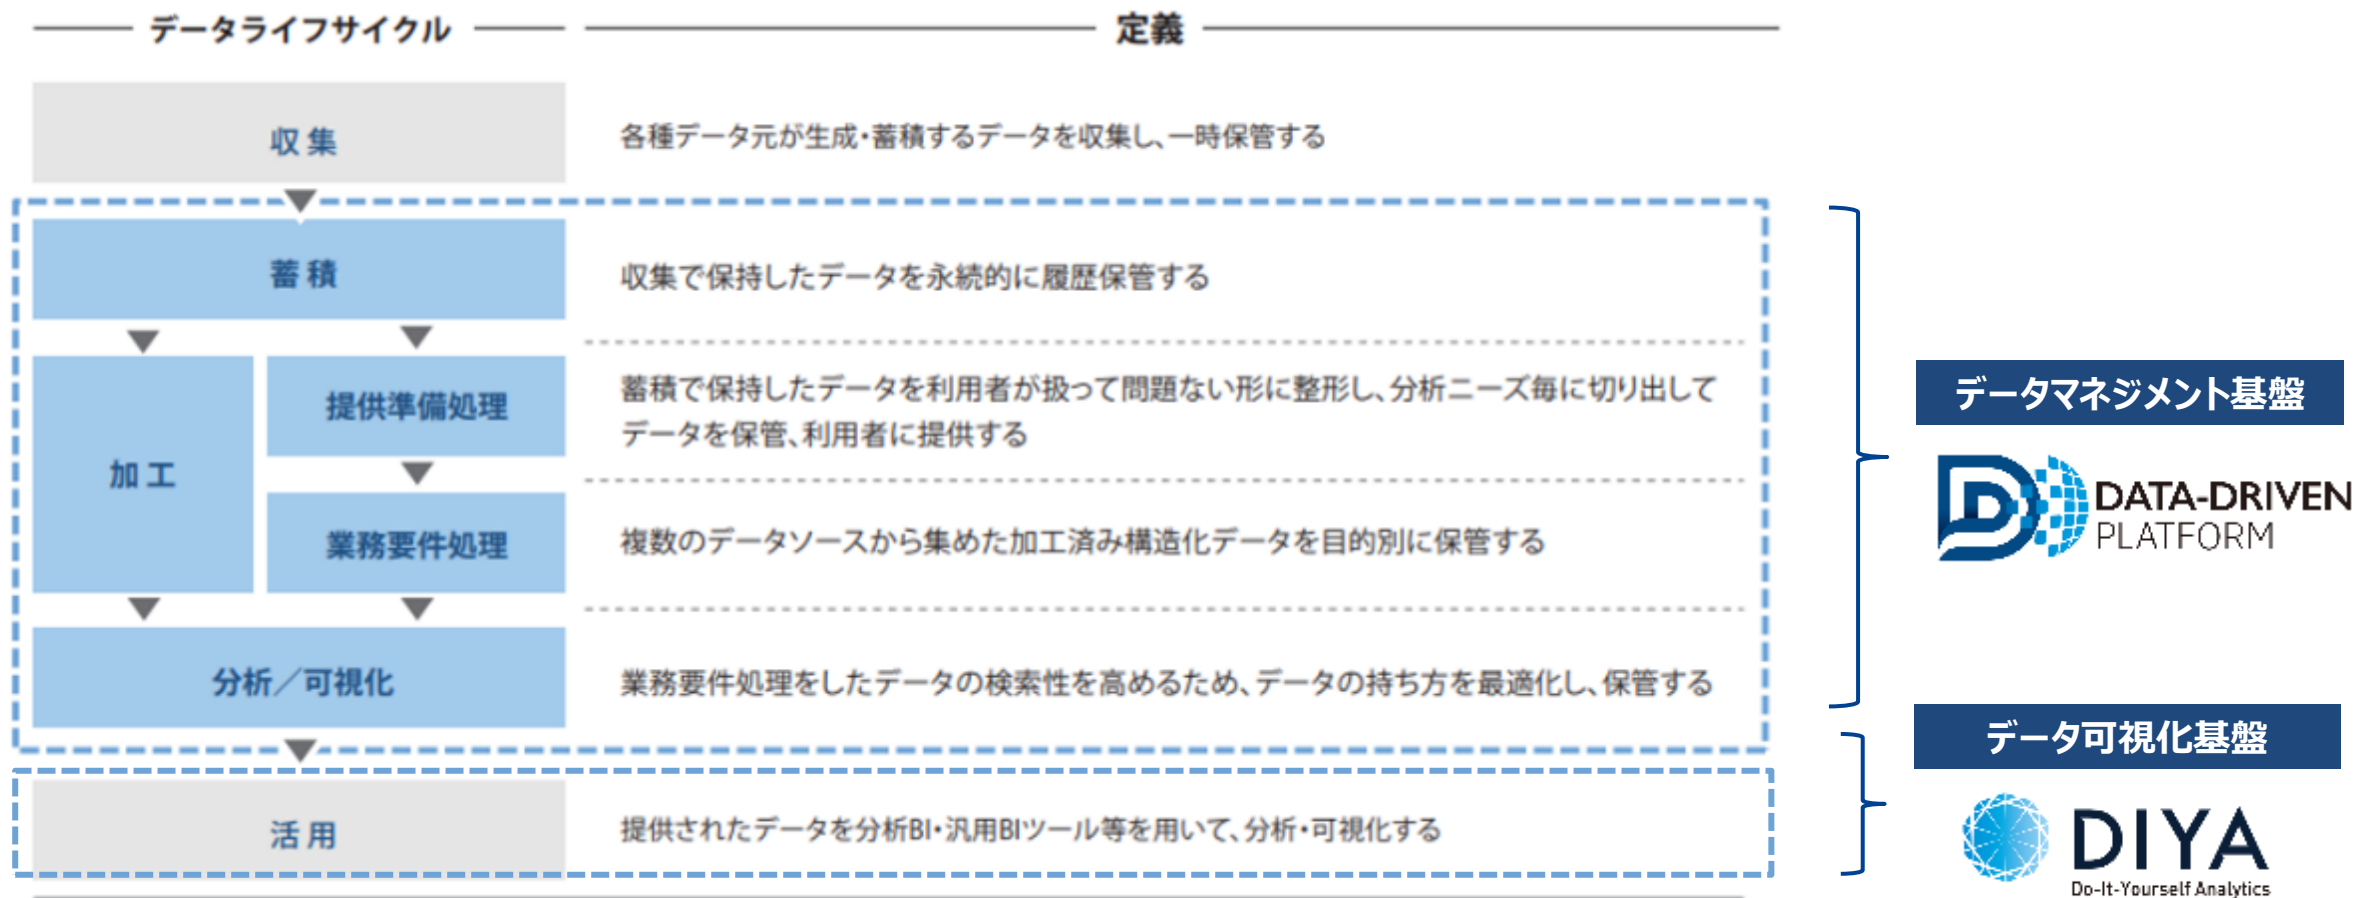 データライフサイクル
定義
収集
各種データ元が生成・蓄積するデータを収集し、一時保管する
蓄積
収集で保持したデータを永続的に履歴保管する
加工
提供準備処理
蓄積で保持したデータを利用者が扱って問題ない形に整形し、分析ニーズ毎に切り出して
データを保管、利用者に提供する
業務要件処理
複数のデータソースから集めた加工済み構造化データを目的別に保管する
分析／可視化
業務要件処理をしたデータの検索性を高めるため、データの持ち方を最適化し、保管する
活用
提供されたデータを分析BI・汎用BIツール等を用いて、分析・可視化する
データマネジメント基盤
DATA-DRIVEN
PLATFORM
データ可視化基盤
DIYA
Do-It-Yourself Analytics